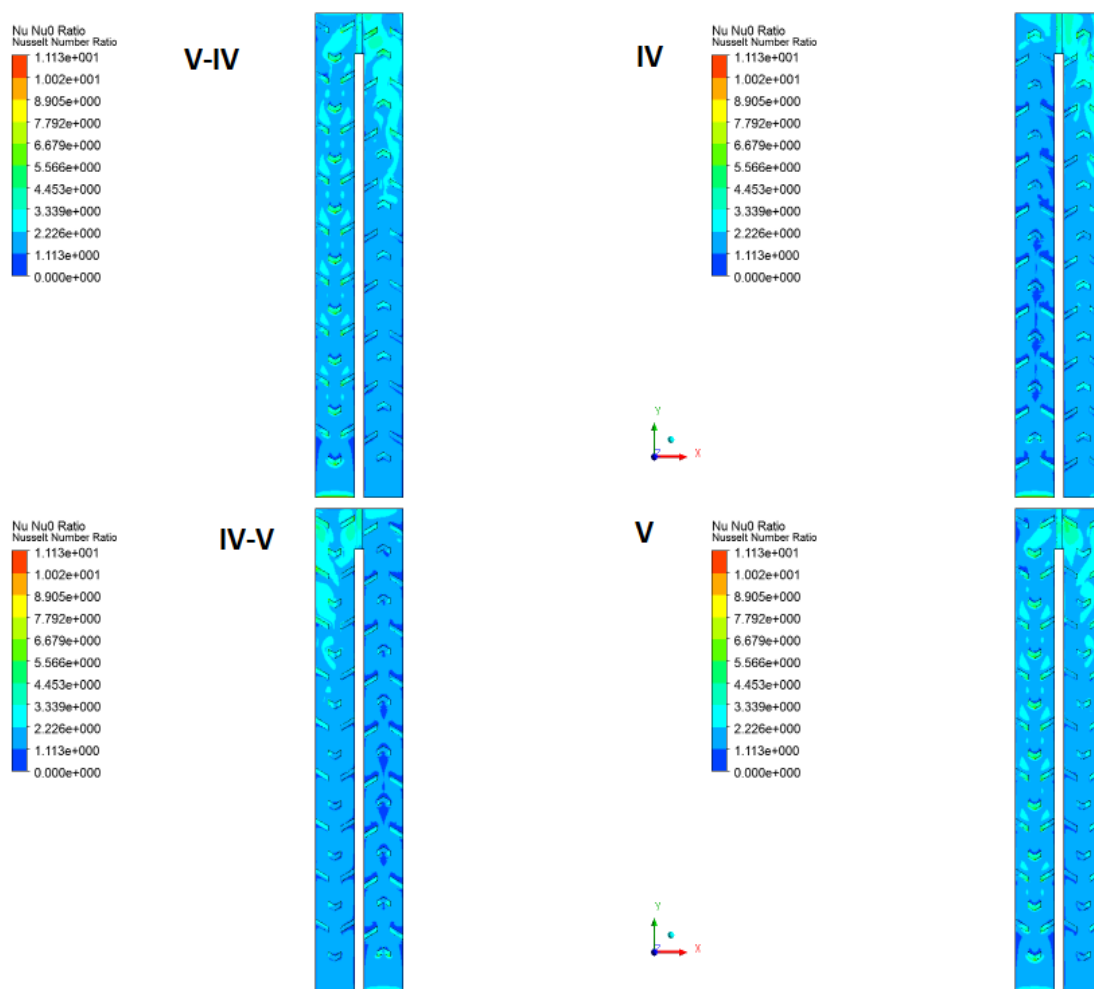 Nu Nu0 Ratio
Nusselt Number Ratio
1.113e+001
1.002e+001
8.905e+000
7.792e+000
6.679e+000
5.566e+000
4.453e+000
3.339e+000
2.226e+000
1.113e+000
0.000e+000
V-IV
IV
Nu Nu0 Ratio
Nusselt Number Ratio
1.113e+001
1.002e+001
8.905e+000
7.792e+000
6.679e+000
5.566e+000
4.453e+000
3.339e+000
2.226e+000
1.113e+000
0.000e+000
Y
Z
X
Nu Nu0 Ratio
Nusselt Number Ratio
1.113e+001
1.002e+001
8.905e+000
7.792e+000
6.679e+000
5.566e+000
4.453e+000
3.339e+000
2.226e+000
1.113e+000
0.000e+000
IV-V
V
Nu Nu0 Ratio
Nusselt Number Ratio
1.113e+001
1.002e+001
8.905e+000
7.792e+000
6.679e+000
5.566e+000
4.453e+000
3.339e+000
2.226e+000
1.113e+000
0.000e+000
Y
Z
X